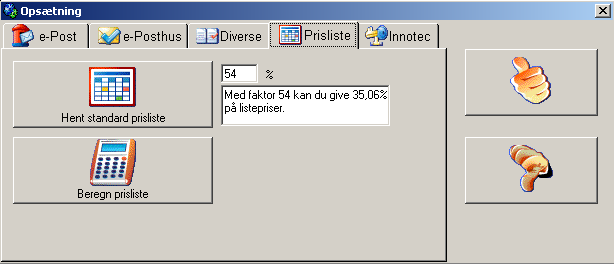 Opsætning
e-Post
e-Posthus
Diverse
Prisliste
Innotec
Hent standard prisliste
54 %
Med faktor 54 kan du give 35,06%
på listepriser.
Beregn prisliste